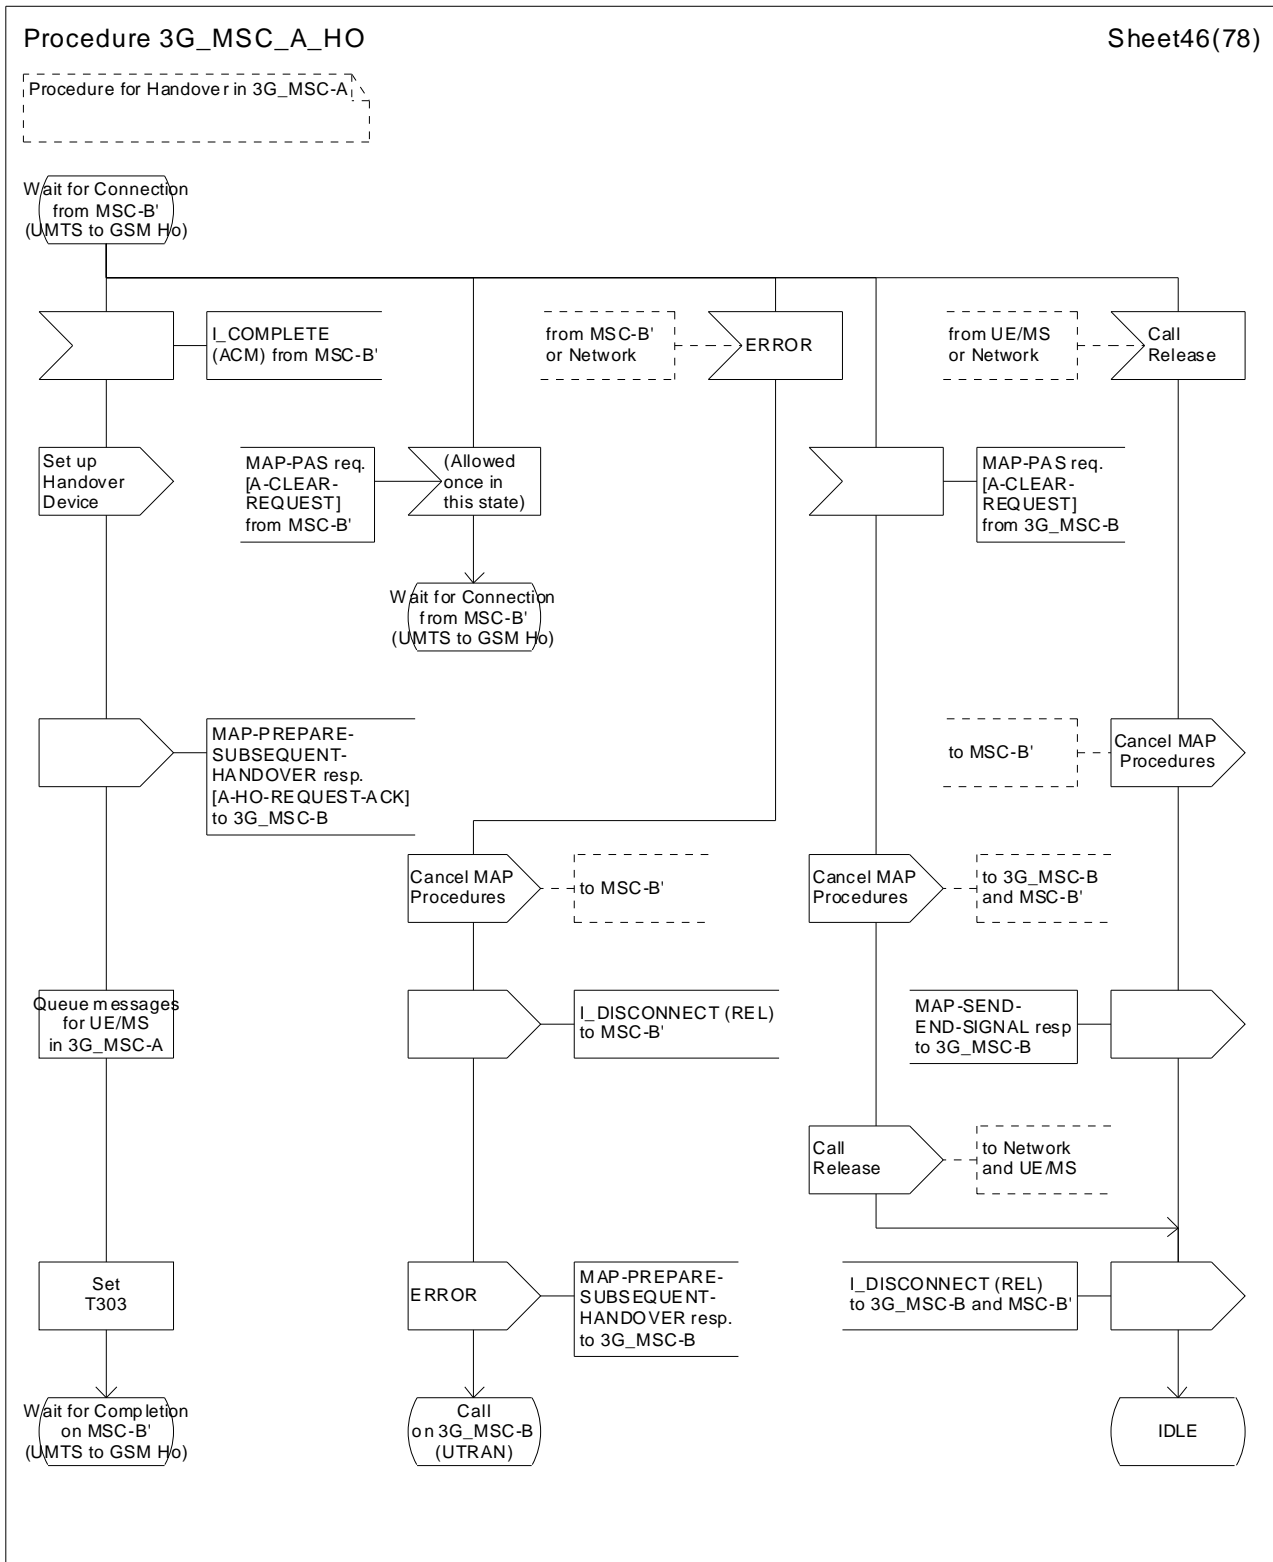 Procedure 3G_MSC_A_HO
Sheet46(78)
Procedure for Handover in 3G_MSC-A
Wait for Connection
from MSC-B'
(UMTS to GSM Ho)
I_COMPLETE
(ACM) from MSC-B'
from MSC-B'
or Network
ERROR
from UE/MS
or Network
Call
Release
Set up
Handover
Device
MAP-PAS req.
[A-CLEAR-
REQUEST]
from MSC-B'
(Allowed
once in
this state)
MAP-PAS req.
[A-CLEAR-
REQUEST]
from 3G_MSC-B
Wait for Connection
from MSC-B'
(UMTS to GSM Ho)
MAP-PREPARE-
SUBSEQUENT-
HANDOVER resp.
[A-HO-REQUEST-ACK]
to 3G_MSC-B
to MSC-B'
Cancel MAP
Procedures
Cancel MAP
Procedures
to MSC-B'
Cancel MAP
Procedures
to 3G_MSC-B
and MSC-B'
Queue messages
for UE/MS
in 3G_MSC-A
I_DISCONNECT (REL)
to MSC-B'
MAP-SEND-
END-SIGNAL resp
to 3G_MSC-B
Call
Release
to Network
and UE/MS
Set
T303
ERROR
MAP-PREPARE-
SUBSEQUENT-
HANDOVER resp.
to 3G_MSC-B
I_DISCONNECT (REL)
to 3G_MSC-B and MSC-B'
Wait for Completion
on MSC-B'
(UMTS to GSM Ho)
Call
on 3G_MSC-B
(UTRAN)
IDLE